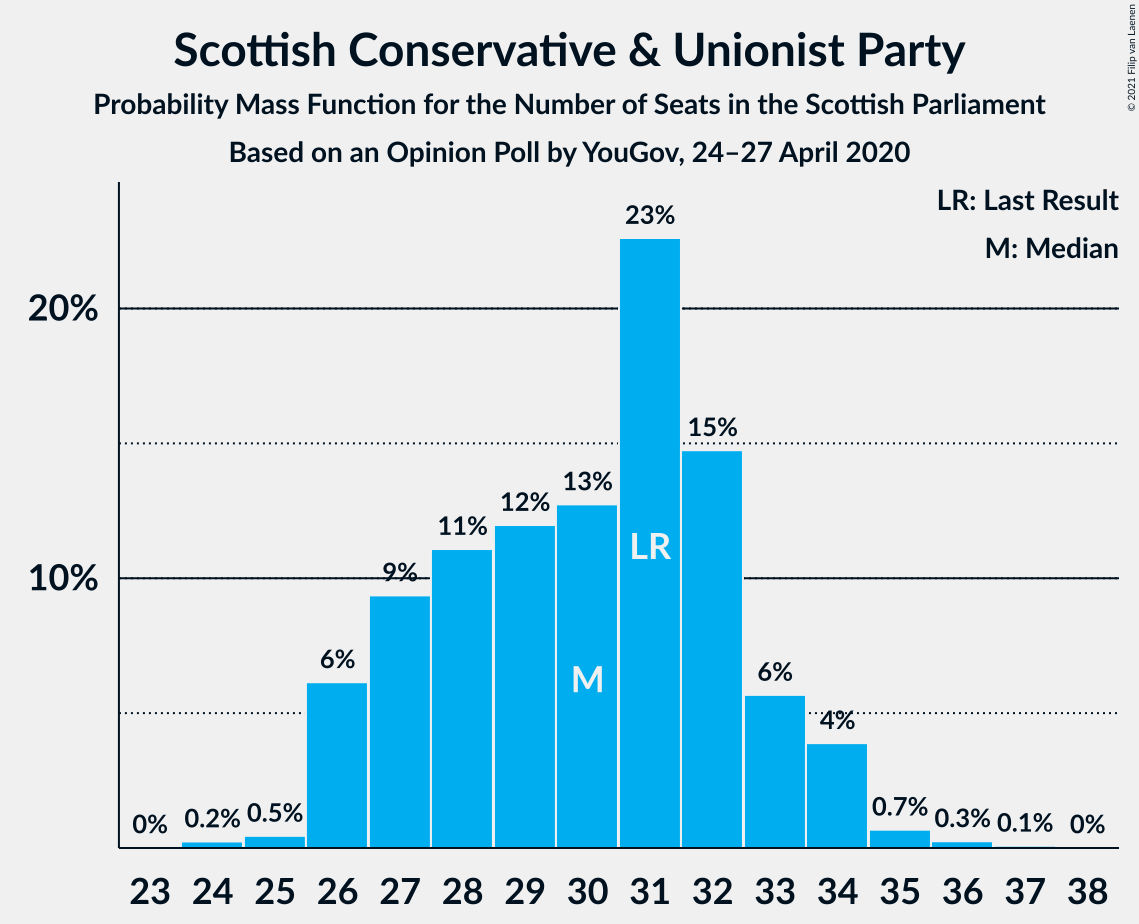 Scottish Conservative & Unionist Party
Probability Mass Function for the Number of Seats in the Scottish Parliament
Based on an Opinion Poll by YouGov, 24–27 April 2020
© 2021 Filip van Laenen
LR: Last Result
M: Median
20%
10%
0%
0.2%
0.5%
6%
9%
11%
12%
13%
23%
15%
6%
4%
0.7%
0.3%
0.1%
0%
LR
M
23 24 25 26 27 28 29 30 31 32 33 34 35 36 37 38